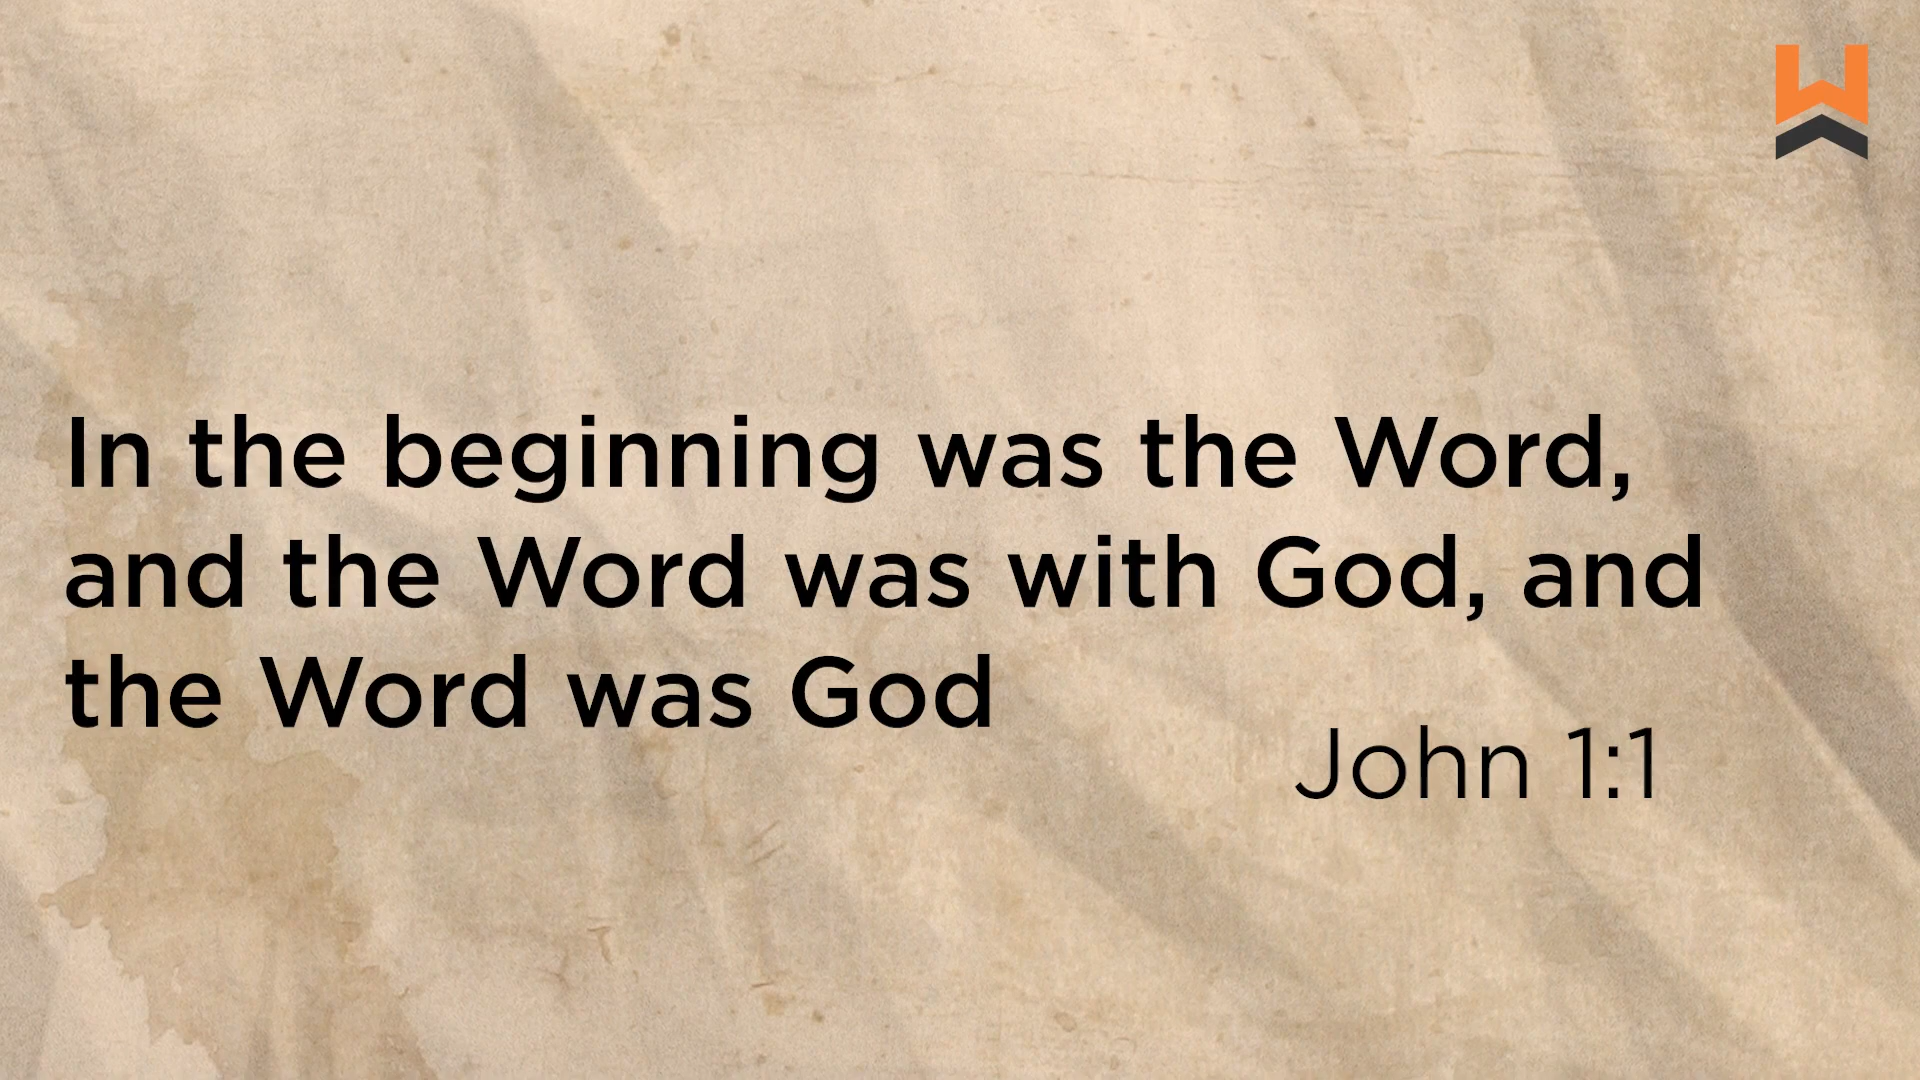 In the beginning was the Word,
and the Word was with God, and
the Word was God
John 1:1